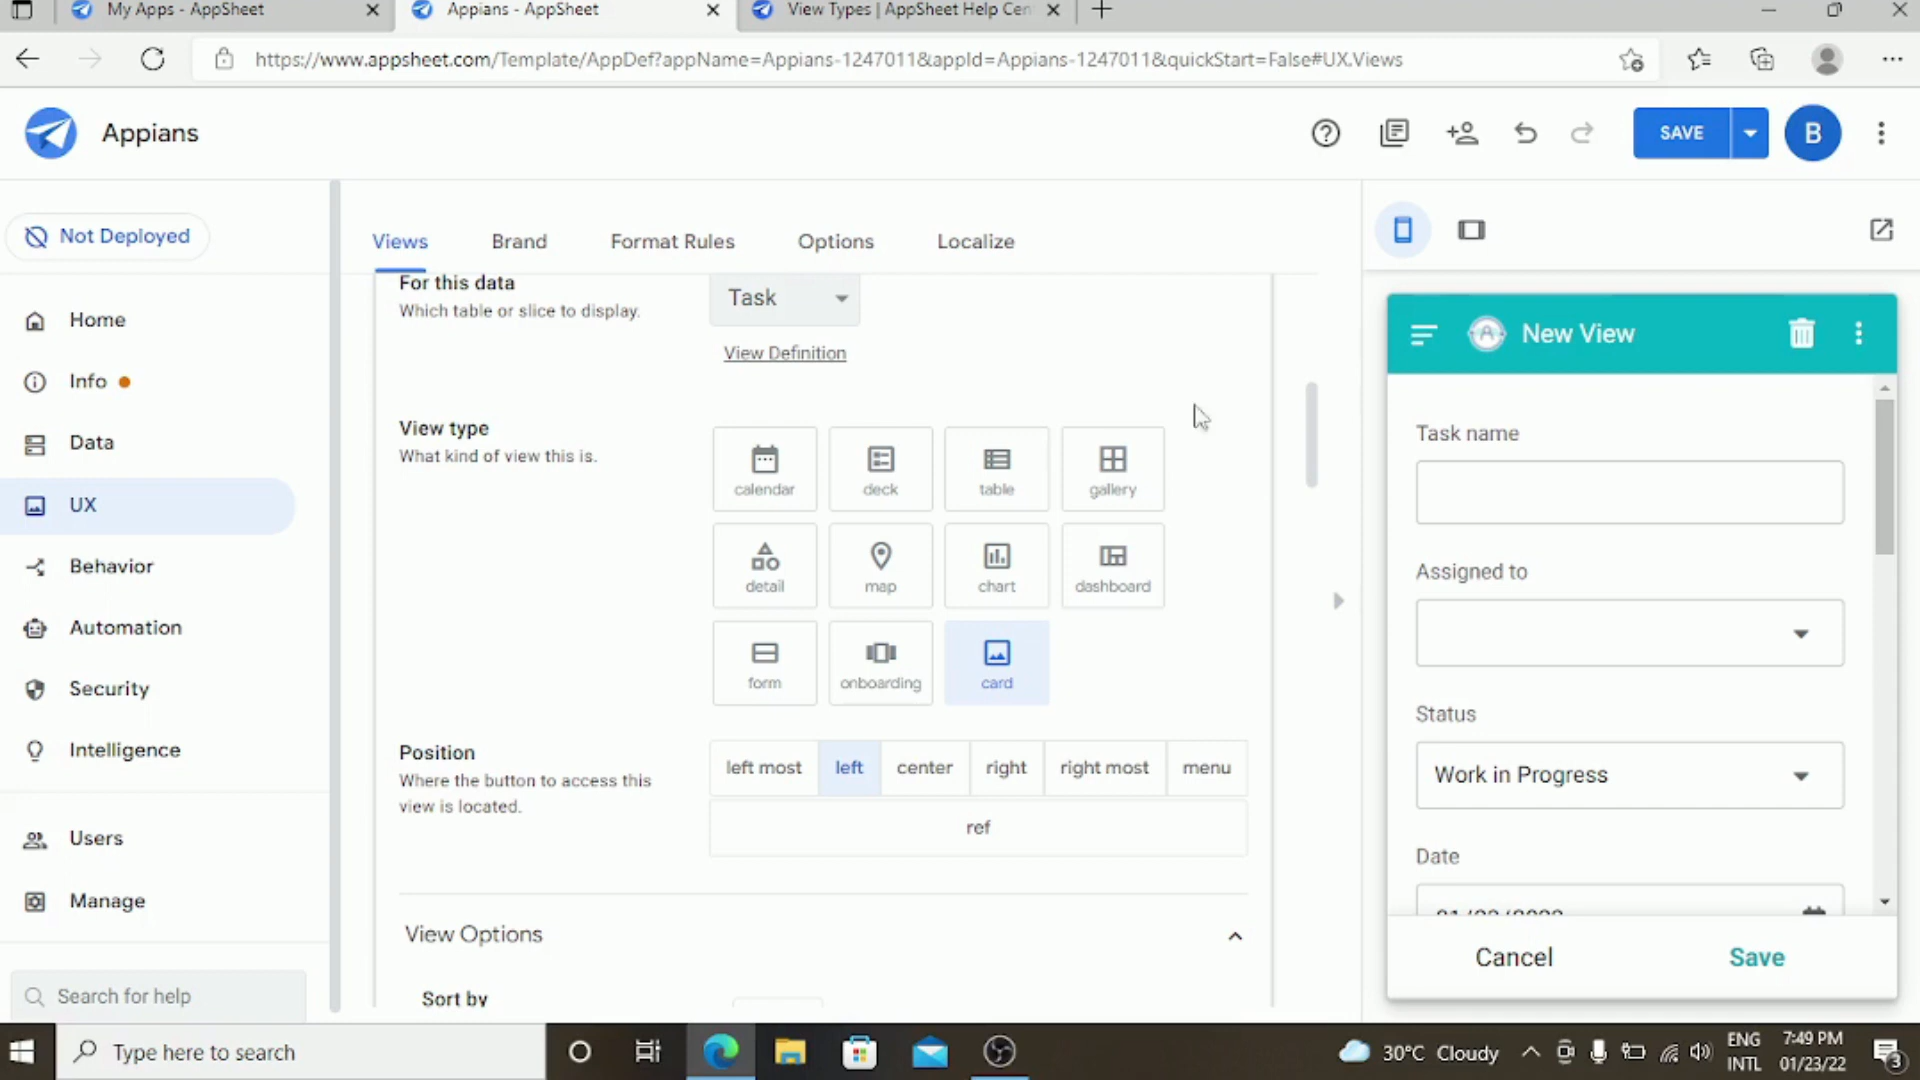 My Apps - AppSheet
Appians - AppSheet
View Types | AppSheet Help Cen
https://www.appsheet.com/Template/AppDef?appName=Appians-1247011&appId=Appians-1247011&quickStart=False#UX.Views
Appians
SAVE
B
Not Deployed
Home
Info
Data
UX
Behavior
Automation
Security
Intelligence
Users
Manage
Search for help
Views
Brand
Format Rules
Options
Localize
For this data
Which table or slice to display.
Task
View Definition
View type
What kind of view this is.
calendar
deck
table
gallery
detail
map
chart
dashboard
form
onboarding
card
Position
Where the button to access this
view is located.
left most
left
center
right
right most
menu
ref
View Options
Sort by
A
New View
Task name
Assigned to
Status
Work in Progress
Date
Cancel
Save
Type here to search
30°C Cloudy
ENG
INTL
7:49 PM
01/23/22
3